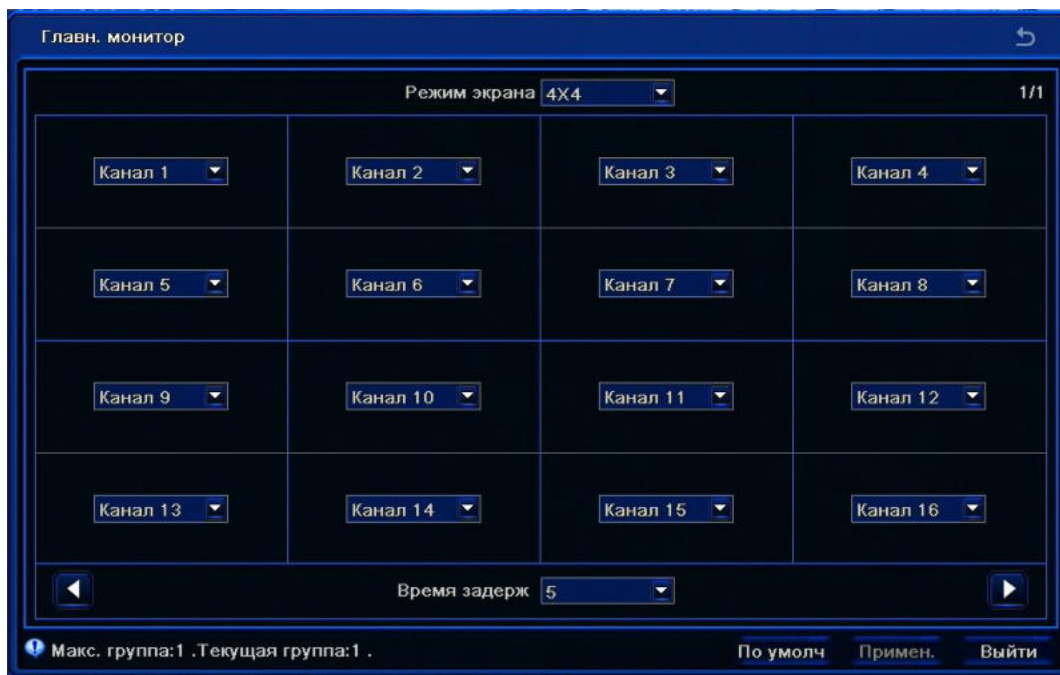 Главн. монитор
Режим экрана 4X4 1/1
Канал 1 Канал 2 Канал 3 Канал 4
Канал 5 Канал 6 Канал 7 Канал 8
Канал 9 Канал 10 Канал 11 Канал 12
Канал 13 Канал 14 Канал 15 Канал 16
Время задерж 5
Макс. группа:1 .Текущая группа:1 . По умолч Примен. Выйти